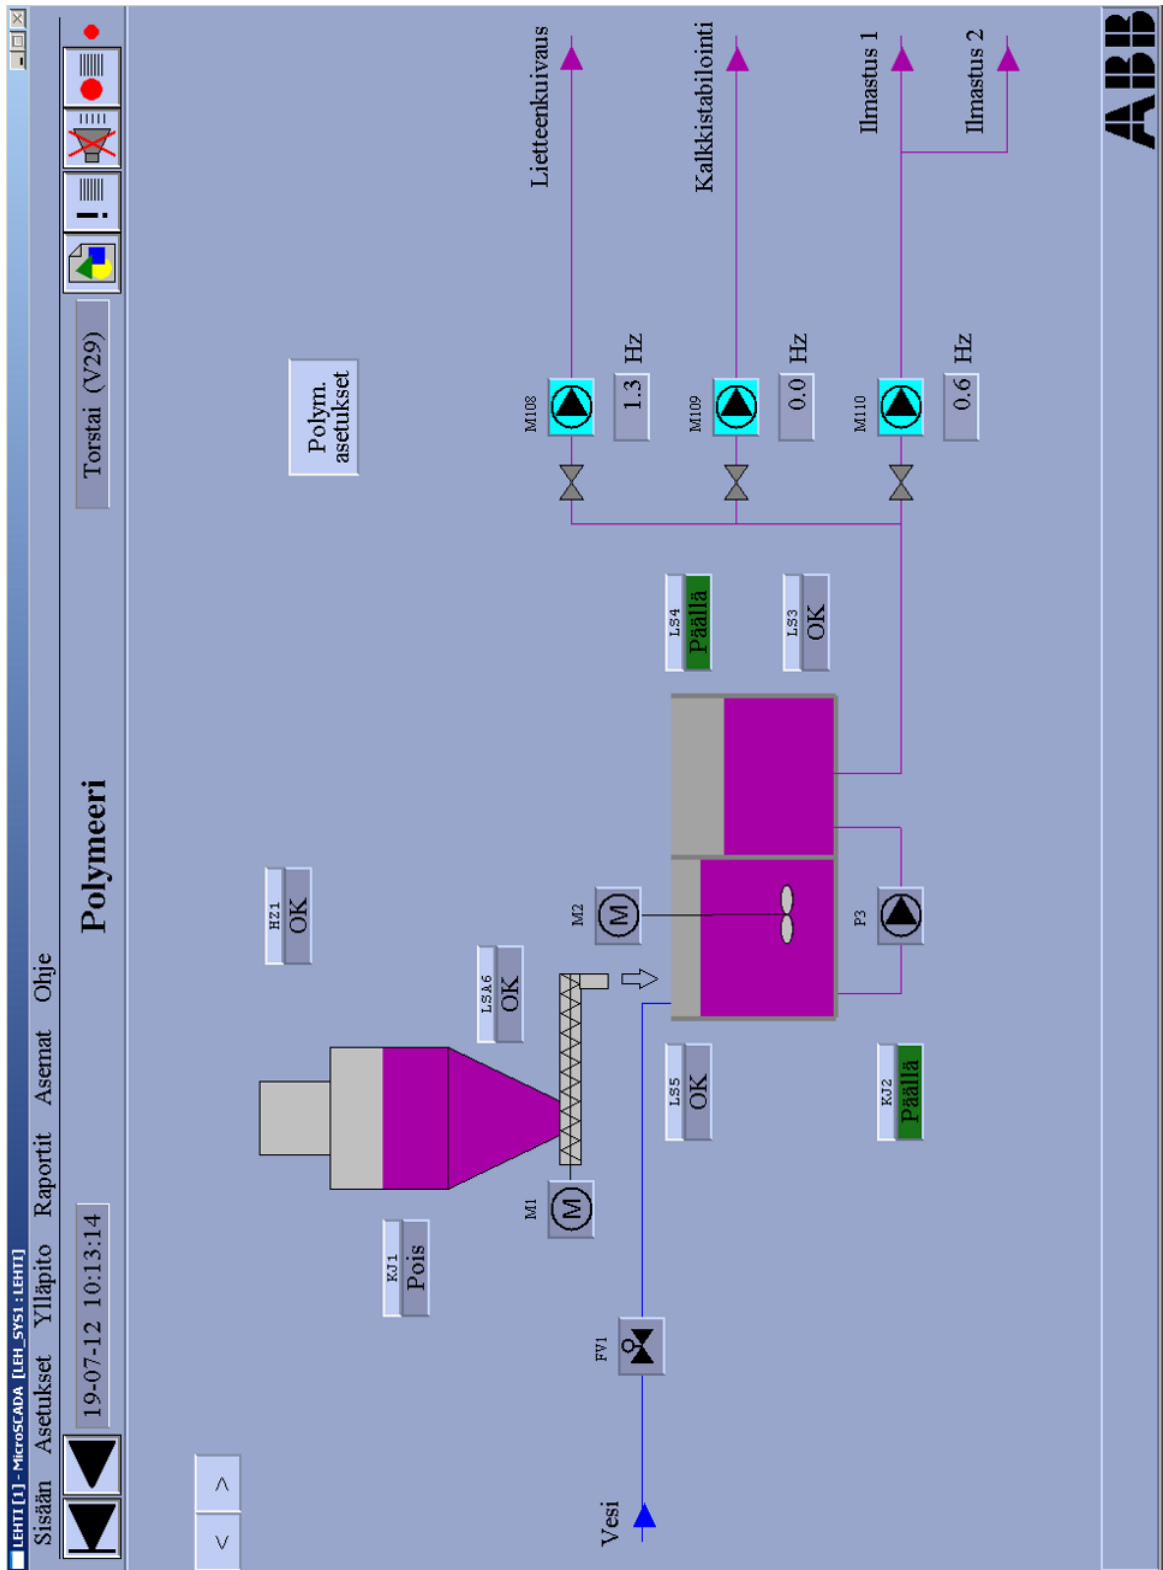 LEHTI [1] - MicroSCADA [LEH_SYS1 : LEHTI]
Sisään Asetukset Ylläpito Raportit Asemat Ohje
19-07-12 10:13:14
Polymeeri
Torstai (V29)
< >
Polym.
asetukset
HZ1
OK
KJ1
Pois
LSA6
OK
M1
M
M2
M
Vesi
FV1
LS5
OK
KJ2
Päällä
P3
LS4
Päällä
LS3
OK
M108
1.3 Hz
Lietteenkuivaus
M109
0.0 Hz
Kalkkistabilointi
M110
0.6 Hz
Ilmastus 1
Ilmastus 2
ABB